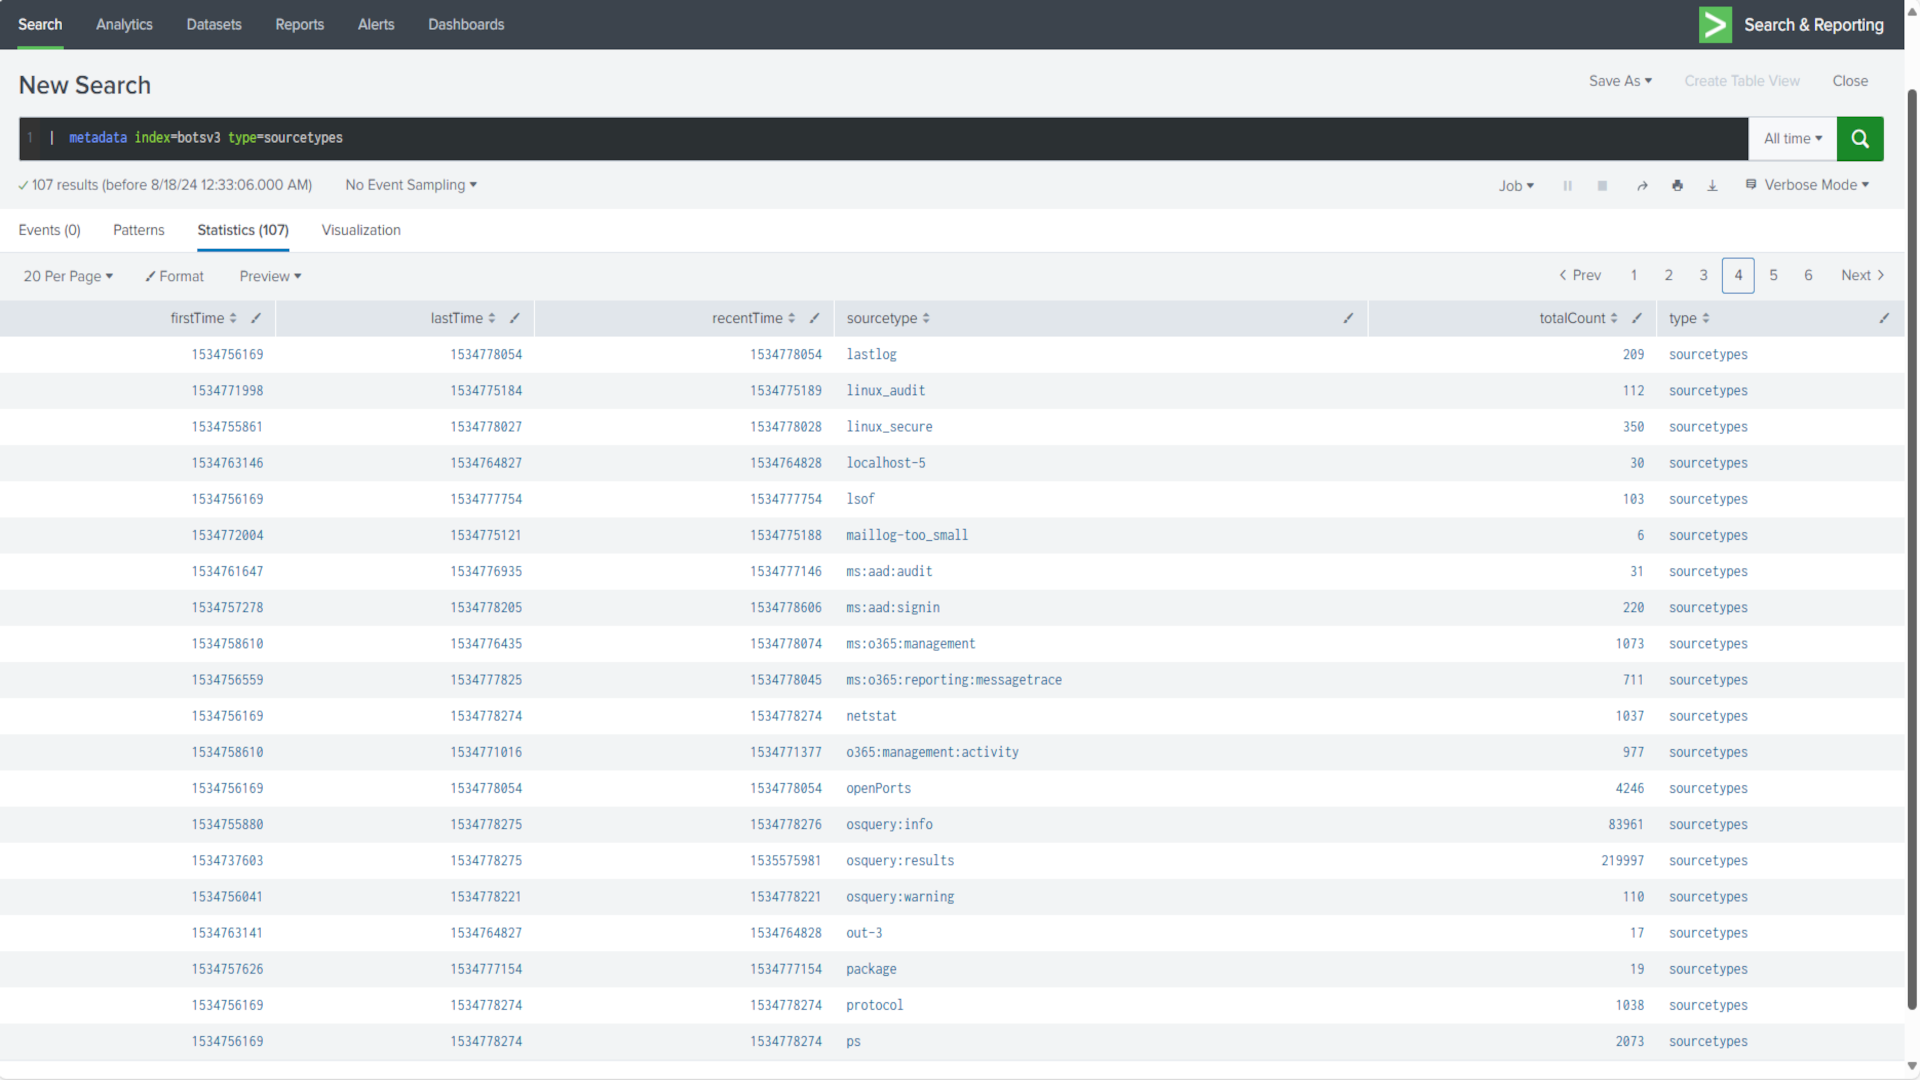 Search Analytics Datasets Reports Alerts Dashboards Search & Reporting
New Search Save As Create Table View Close
1 | metadata index=botsv3 type=sourcetypes All time
107 results (before 8/18/24 12:33:06.000 AM) No Event Sampling Job Verbose Mode
Events (0) Patterns Statistics (107) Visualization
20 Per Page Format Preview Prev 1 2 3 4 5 6 Next
firstTime lastTime recentTime sourcetype totalCount type
1534756169 1534778054 1534778054 lastlog 209 sourcetypes
1534771998 1534775184 1534775189 linux_audit 112 sourcetypes
1534755861 1534778027 1534778028 linux_secure 350 sourcetypes
1534763146 1534764827 1534764828 localhost-5 30 sourcetypes
1534756169 1534777754 1534777754 lsof 103 sourcetypes
1534772004 1534775121 1534775188 maillog-too_small 6 sourcetypes
1534761647 1534776935 1534777146 ms:aad:audit 31 sourcetypes
1534757278 1534778205 1534778606 ms:aad:signin 220 sourcetypes
1534758610 1534776435 1534778074 ms:o365:management 1073 sourcetypes
1534756559 1534777825 1534778045 ms:o365:reporting:messagetrace 711 sourcetypes
1534756169 1534778274 1534778274 netstat 1037 sourcetypes
1534758610 1534771016 1534771377 o365:management:activity 977 sourcetypes
1534756169 1534778054 1534778054 openPorts 4246 sourcetypes
1534755880 1534778275 1534778276 osquery:info 83961 sourcetypes
1534737603 1534778275 1535575981 osquery:results 219997 sourcetypes
1534756041 1534778221 1534778221 osquery:warning 110 sourcetypes
1534763141 1534764827 1534764828 out-3 17 sourcetypes
1534757626 1534777154 1534777154 package 19 sourcetypes
1534756169 1534778274 1534778274 protocol 1038 sourcetypes
1534756169 1534778274 1534778274 ps 2073 sourcetypes